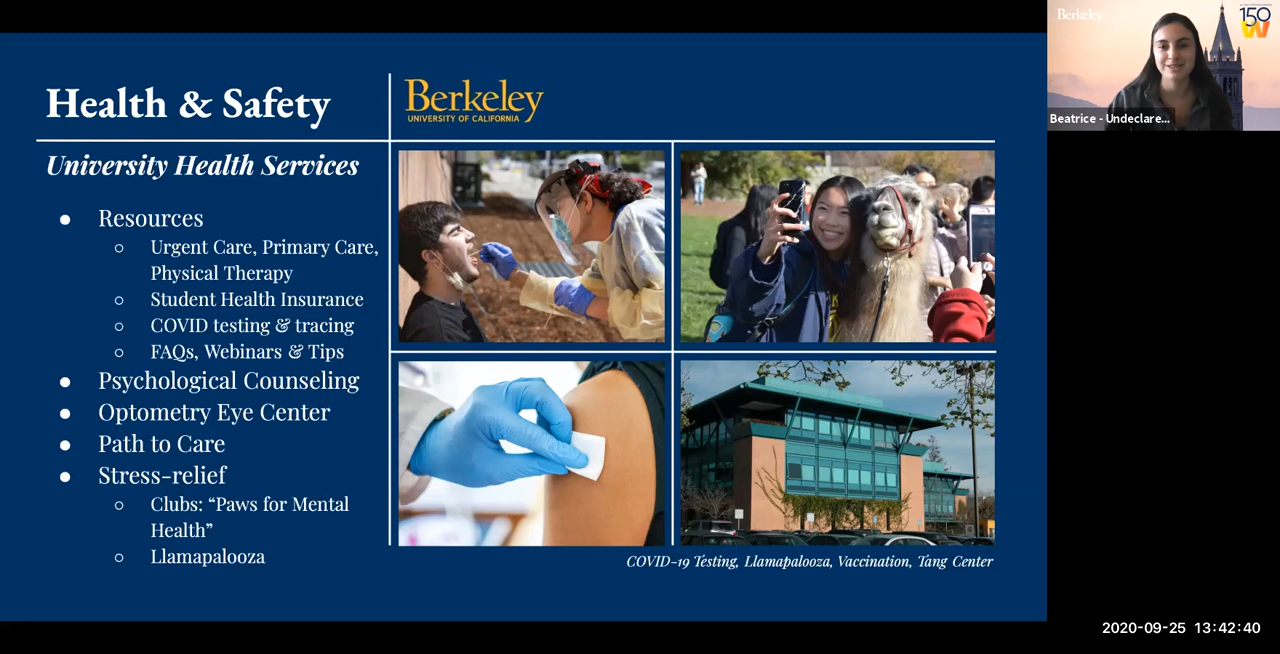 Health & Safety
Berkeley
UNIVERSITY OF CALIFORNIA
University Health Services
● Resources
○ Urgent Care, Primary Care,
Physical Therapy
○ Student Health Insurance
○ COVID testing & tracing
○ FAQs, Webinars & Tips
● Psychological Counseling
● Optometry Eye Center
● Path to Care
● Stress-relief
○ Clubs: “Paws for Mental
Health”
○ Llamapalooza
COVID-19 Testing, Llamapalooza, Vaccination, Tang Center
Berkeley
150
W
Beatrice - Undeclare...
2020-09-25 13:42:40